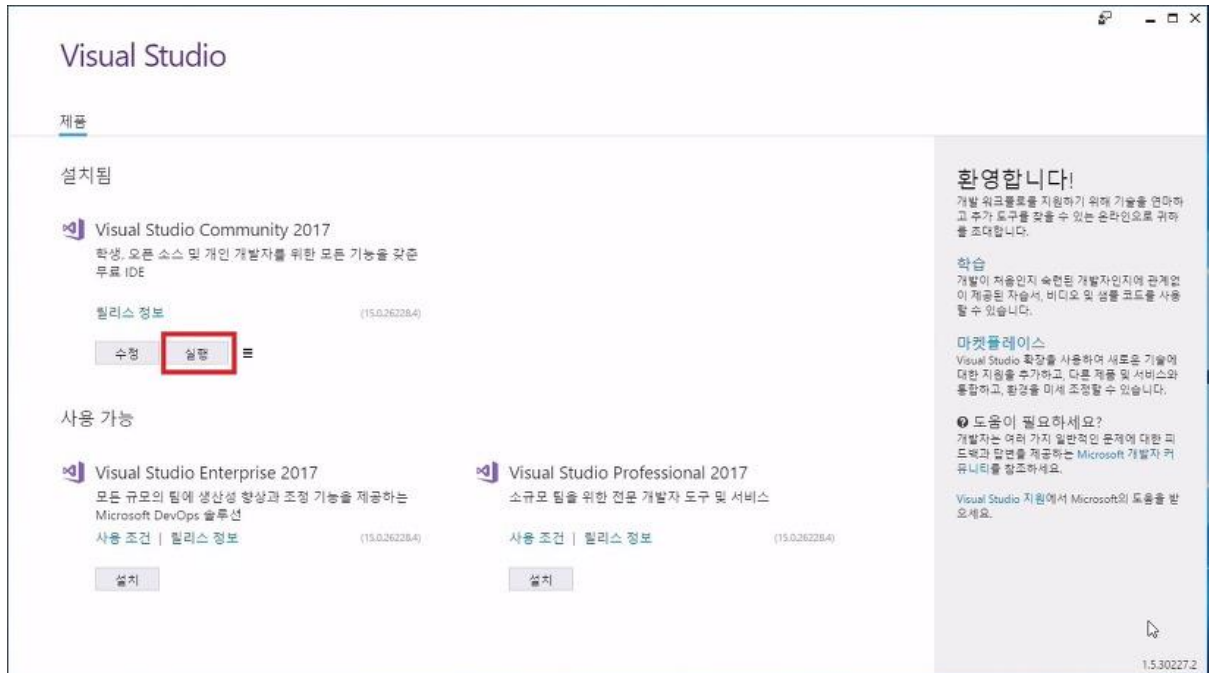 Visual Studio
제품
설치됨
Visual Studio Community 2017
학생, 오픈 소스 및 개인 개발자를 위한 모든 기능을 갖춘
무료 IDE
릴리스 정보
(15.0.26228.4)
수정
실행
사용 가능
Visual Studio Enterprise 2017
모든 규모의 팀에 생산성 향상과 조정 기능을 제공하는
Microsoft DevOps 솔루션
사용 조건 | 릴리스 정보
(15.0.26228.4)
설치
Visual Studio Professional 2017
소규모 팀을 위한 전문 개발자 도구 및 서비스
사용 조건 | 릴리스 정보
(15.0.26228.4)
설치
환영합니다!
개발 워크플로를 지원하기 위해 기술을 연마하
고 추가 도구를 찾을 수 있는 온라인으로 귀하
를 초대합니다.
학습
개발이 처음인지 숙련된 개발자인지에 관계없
이 제공된 자습서, 비디오 및 샘플 코드를 사용
할 수 있습니다.
마켓플레이스
Visual Studio 확장을 사용하여 새로운 기술에
대한 지원을 추가하고, 다른 제품 및 서비스와
통합하고, 환경을 미세 조정할 수 있습니다.
도움이 필요하세요?
개발자는 여러 가지 일반적인 문제에 대한 피
드백과 답변을 제공하는 Microsoft 개발자 커
뮤니티를 참조하세요.
Visual Studio 지원에서 Microsoft의 도움을 받
으세요.
1.5.30227.2